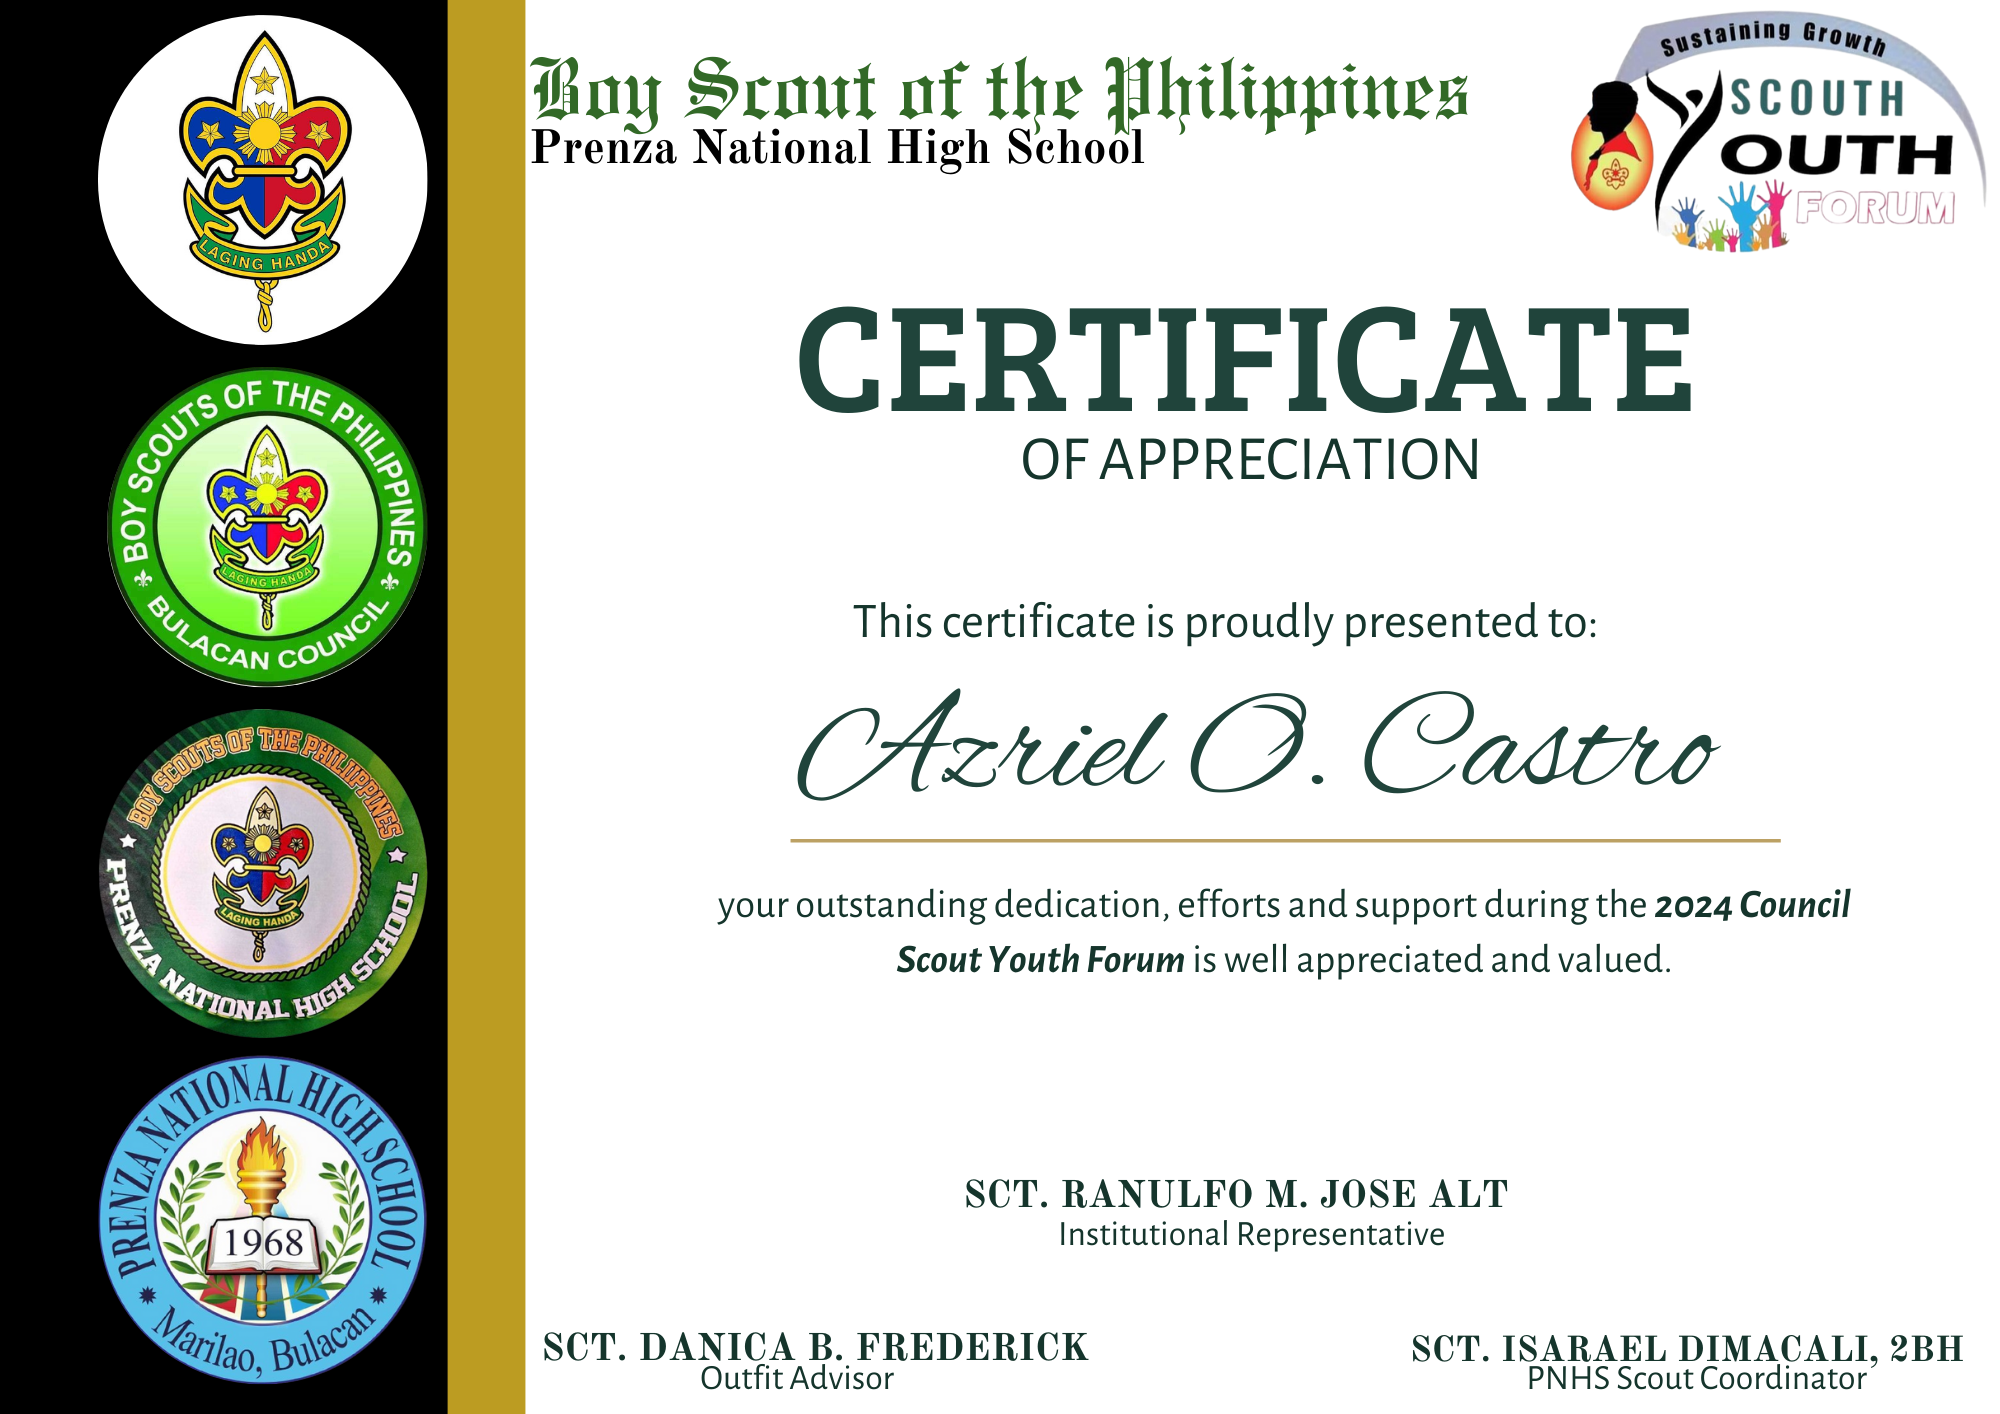 Boy Scout of the Philippines
Prenza National High School
Sustaining Growth
SCOUTH
YOUTH
FORUM
LAGING HANDA
BOY SCOUTS OF THE PHILIPPINES
LAGING HANDA
BULACAN COUNCIL
BOY SCOUTS OF THE PHILIPPINES
LAGING HANDA
PRENZA NATIONAL HIGH SCHOOL
PRENZA NATIONAL HIGH SCHOOL
1968
Marilao, Bulacan
CERTIFICATE
OF APPRECIATION
This certificate is proudly presented to:
Azriel O. Castro
your outstanding dedication, efforts and support during the 2024 Council
Scout Youth Forum is well appreciated and valued.
SCT. RANULFO M. JOSE ALT
Institutional Representative
SCT. DANICA B. FREDERICK
Outfit Advisor
SCT. ISARAEL DIMACALI, 2BH
PNHS Scout Coordinator